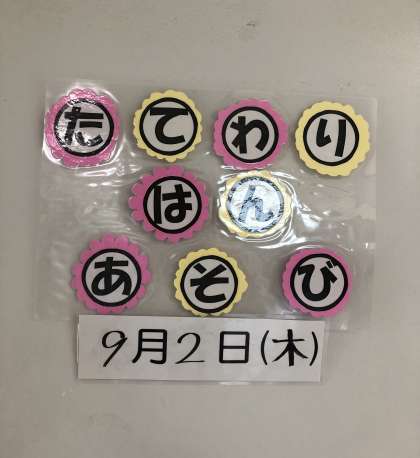 たてわり
はん
あそび
9月2日(木)